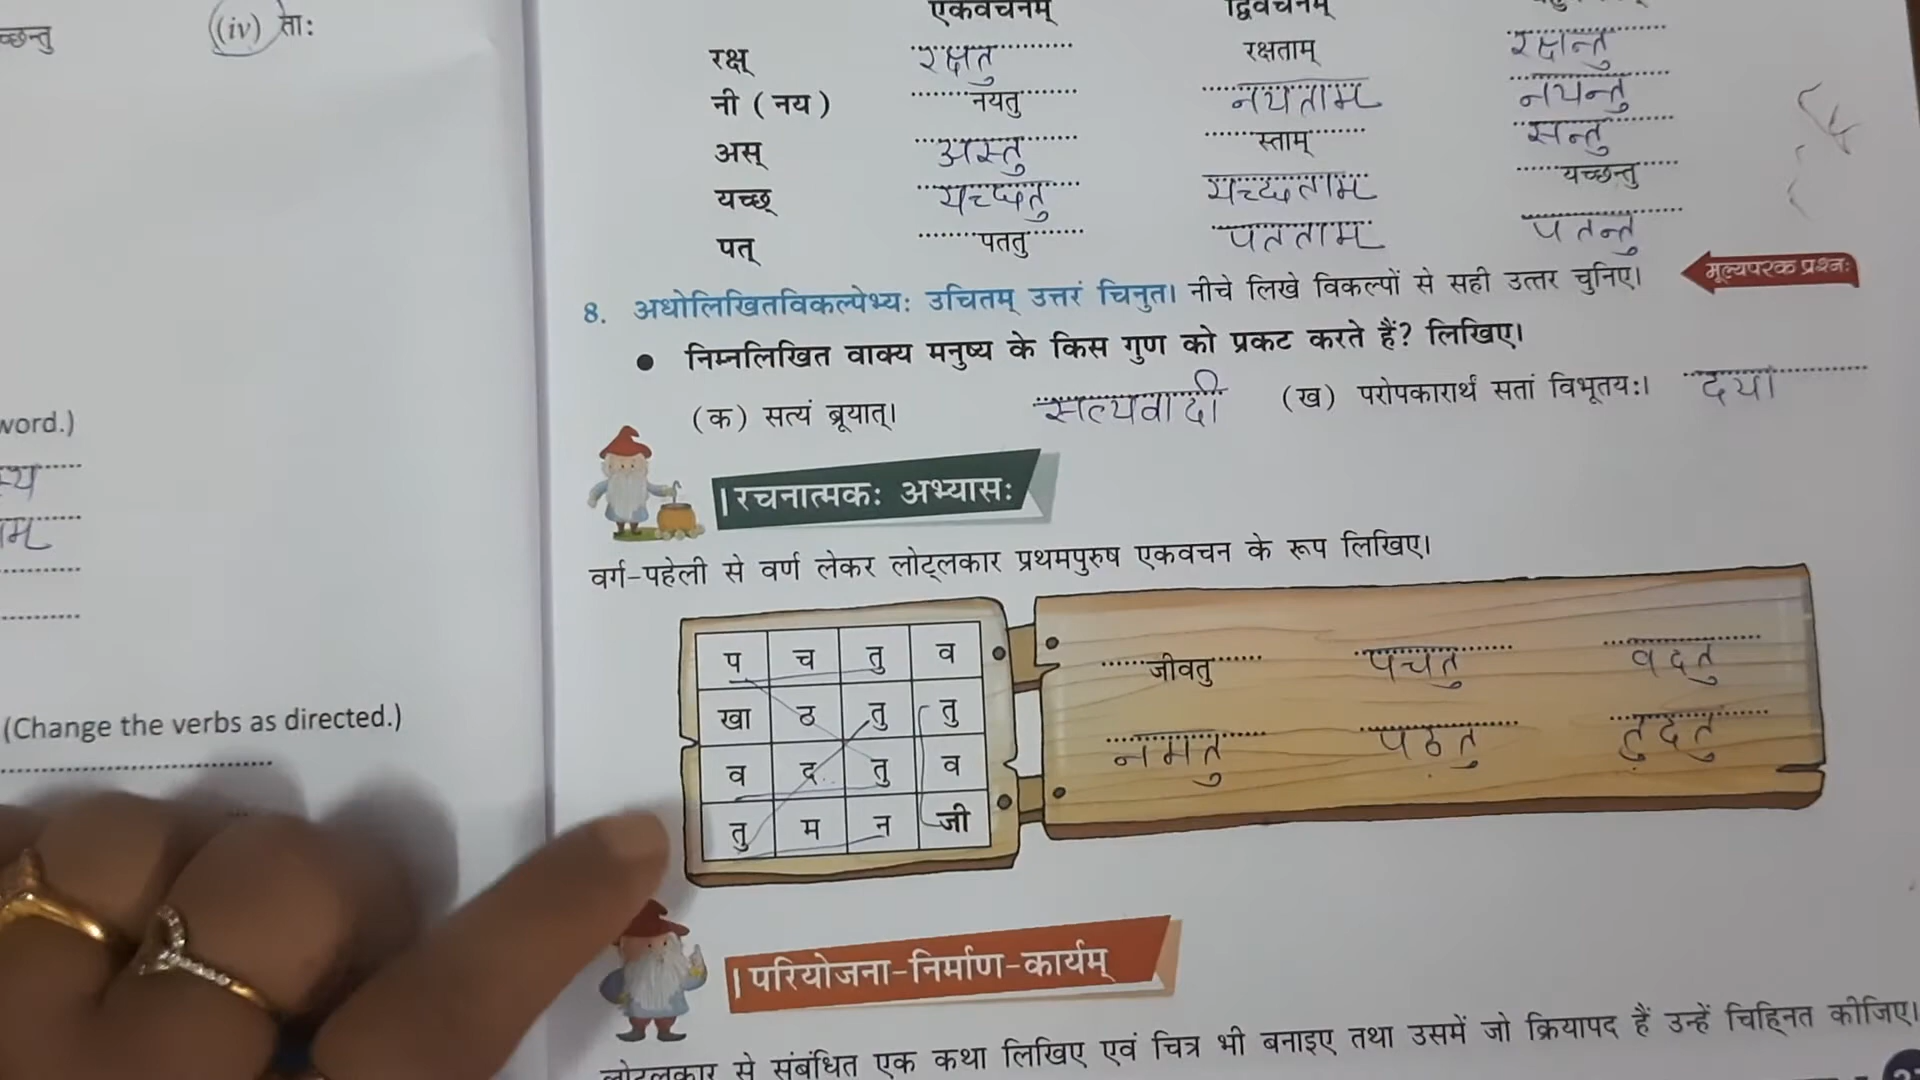 च्छन्तु (iv) ताः
एकवचनम् द्विवचनम्
रक्ष् रक्षतु रक्षताम् रक्षन्तु
नी ( नय ) नयतु नयताम नयन्तु
अस् अस्तु स्ताम् सन्तु
यच्छ् यच्छतु यच्छताम यच्छन्तु
पत् पततु पतताम पतन्तु
मूल्यपरक प्रश्नः
8. अधोलिखितविकल्पेभ्यः उचितम् उत्तरं चिनुत। नीचे लिखे विकल्पों से सही उत्तर चुनिए।
● निम्नलिखित वाक्य मनुष्य के किस गुण को प्रकट करते हैं? लिखिए।
(क) सत्यं ब्रूयात्। सत्यवादी (ख) परोपकारार्थं सतां विभूतयः। दया
word.)
रचनात्मकः अभ्यासः
वर्ग-पहेली से वर्ण लेकर लोट्लकार प्रथमपुरुष एकवचन के रूप लिखिए।
प च तु व
खा ठ तु तु
व द तु व
तु म न जी
जीवतु पचतु वदतु
नमतु पठतु तुदतु
(Change the verbs as directed.)
परियोजना-निर्माण-कार्यम्
लोट्लकार से संबंधित एक कथा लिखिए एवं चित्र भी बनाइए तथा उसमें जो क्रियापद हैं उन्हें चिह्नित कीजिए।